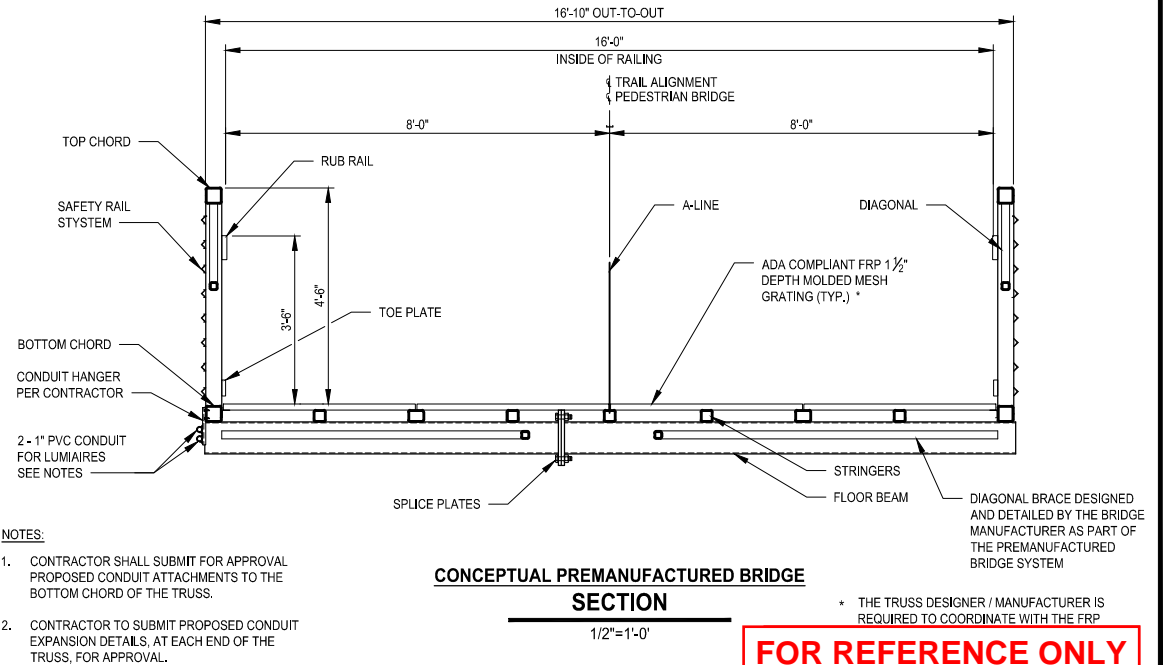 16'-10" OUT-TO-OUT
16'-0"
INSIDE OF RAILING
℄ TRAIL ALIGNMENT
℄ PEDESTRIAN BRIDGE
8'-0"
8'-0"
TOP CHORD
RUB RAIL
SAFETY RAIL
STYSTEM
A-LINE
DIAGONAL
ADA COMPLIANT FRP 1 1/2"
DEPTH MOLDED MESH
GRATING (TYP.) *
4'-6"
3'-6"
TOE PLATE
BOTTOM CHORD
CONDUIT HANGER
PER CONTRACTOR
2 - 1" PVC CONDUIT
FOR LUMIAIRES
SEE NOTES
SPLICE PLATES
STRINGERS
FLOOR BEAM
DIAGONAL BRACE DESIGNED
AND DETAILED BY THE BRIDGE
MANUFACTURER AS PART OF
THE PREMANUFACTURED
BRIDGE SYSTEM
NOTES:
1. CONTRACTOR SHALL SUBMIT FOR APPROVAL
PROPOSED CONDUIT ATTACHMENTS TO THE
BOTTOM CHORD OF THE TRUSS.
2. CONTRACTOR TO SUBMIT PROPOSED CONDUIT
EXPANSION DETAILS, AT EACH END OF THE
TRUSS, FOR APPROVAL.
CONCEPTUAL PREMANUFACTURED BRIDGE
SECTION
1/2"=1'-0'
* THE TRUSS DESIGNER / MANUFACTURER IS
REQUIRED TO COORDINATE WITH THE FRP
FOR REFERENCE ONLY